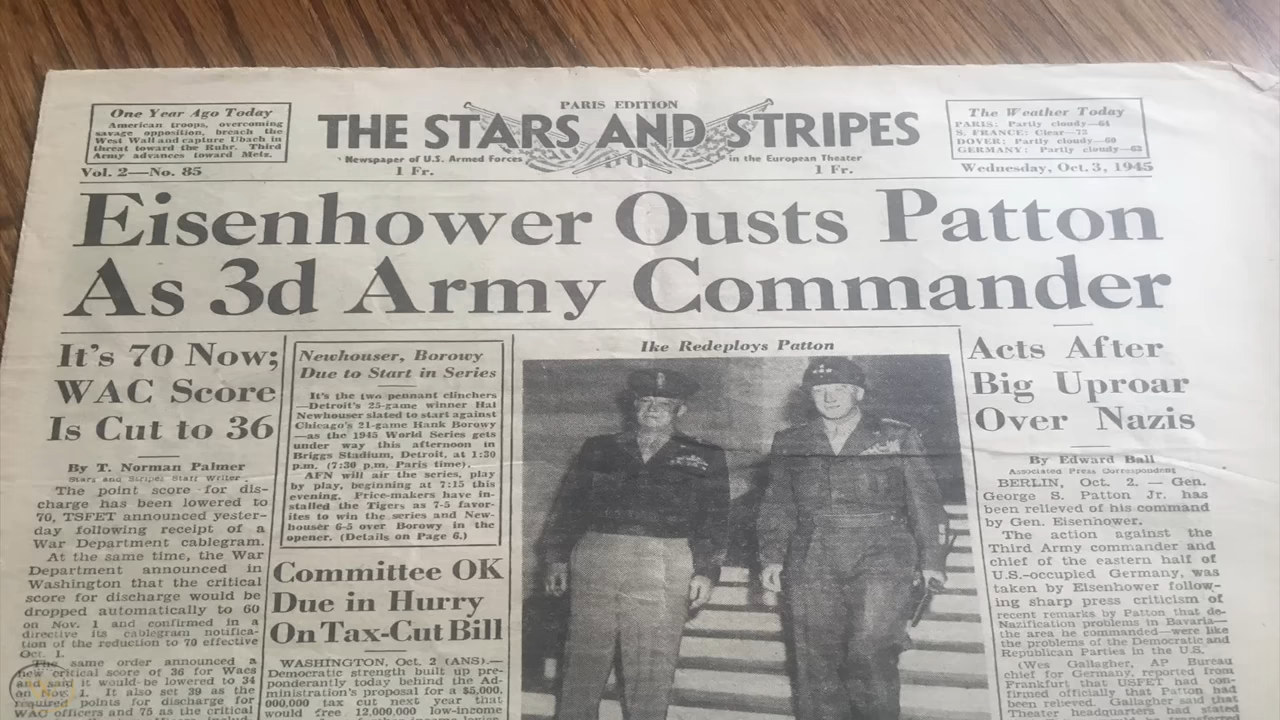 One Year Ago Today
American troops, overcoming
savage opposition, breach the
West Wall and capture Ubach in
threat toward the Ruhr. Third
Army advances toward Metz.
PARIS EDITION
THE STARS AND STRIPES
Newspaper of U.S. Armed Forces
in the European Theater
1 Fr.
1 Fr.
The Weather Today
PARIS: Partly cloudy—64
S. FRANCE: Clear—75
DOVER: Partly cloudy—60
GERMANY: Partly cloudy—63
Vol. 2—No. 85
Wednesday, Oct. 3, 1945
Eisenhower Ousts Patton
As 3d Army Commander
It's 70 Now;
WAC Score
Is Cut to 36
By T. Norman Palmer
Stars and Stripes Staff Writer
The point score for dis-
charge has been lowered to
70, TSFET announced yester-
day following receipt of a
War Department cablegram.
At the same time, the War
Department announced in
Washington that the critical
score for discharge would be
dropped automatically to 60
on Nov. 1 and confirmed in a
directive its cablegram notifica-
tion of the reduction to 70 effective
Oct. 1.
The same order announced a
new critical score of 36 for Wacs
and said it would be lowered to 34
on Nov. 1. It also set 39 as the
required points for discharge for
WAC officers and 75 as the critical
Newhouser, Borowy
Due to Start in Series
It's the two pennant clinchers
—Detroit's 25-game winner Hal
Newhouser slated to start against
Chicago's 21-game Hank Borowy
—as the 1945 World Series gets
under way this afternoon in
Briggs Stadium, Detroit, at 1:30
p.m. (7:30 p.m. Paris time).
AFN will air the series, play
by play, beginning at 7:15 this
evening. Price-makers have in-
stalled the Tigers as 7-5 favor-
ites to win the series and New-
houser 6-5 over Borowy in the
opener. (Details on Page 6.)
Committee OK
Due in Hurry
On Tax-Cut Bill
WASHINGTON, Oct. 2 (ANS).—
Democratic strength built up pre-
ponderantly today behind the Ad-
ministration's proposal for a $5,000,
000,000 tax cut next year that
would free 12,000,000 low-income
Ike Redeploys Patton
Acts After
Big Uproar
Over Nazis
By Edward Ball
Associated Press Correspondent
BERLIN, Oct. 2. — Gen.
George S. Patton Jr. has
been relieved of his command
by Gen. Eisenhower.
The action against the
Third Army commander and
chief of the eastern half of
U.S.-occupied Germany, was
taken by Eisenhower follow-
ing sharp press criticism of
recent remarks by Patton that de-
Nazification problems in Bavaria—
the area he commanded—were like
the problems of the Democratic and
Republican Parties in the U.S.
(Wes Gallagher, AP Bureau
chief for Germany, reported from
Frankfurt that USFET had con-
firmed officially that Patton had
been relieved. Gallagher said that
Theater headquarters had stated